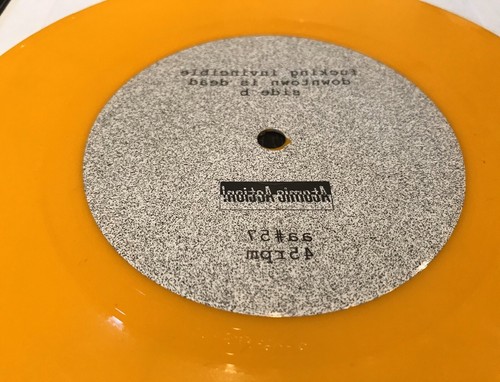 fucking invincible
downtown is dead
side b
Atomic Action!
aa#57
45rpm